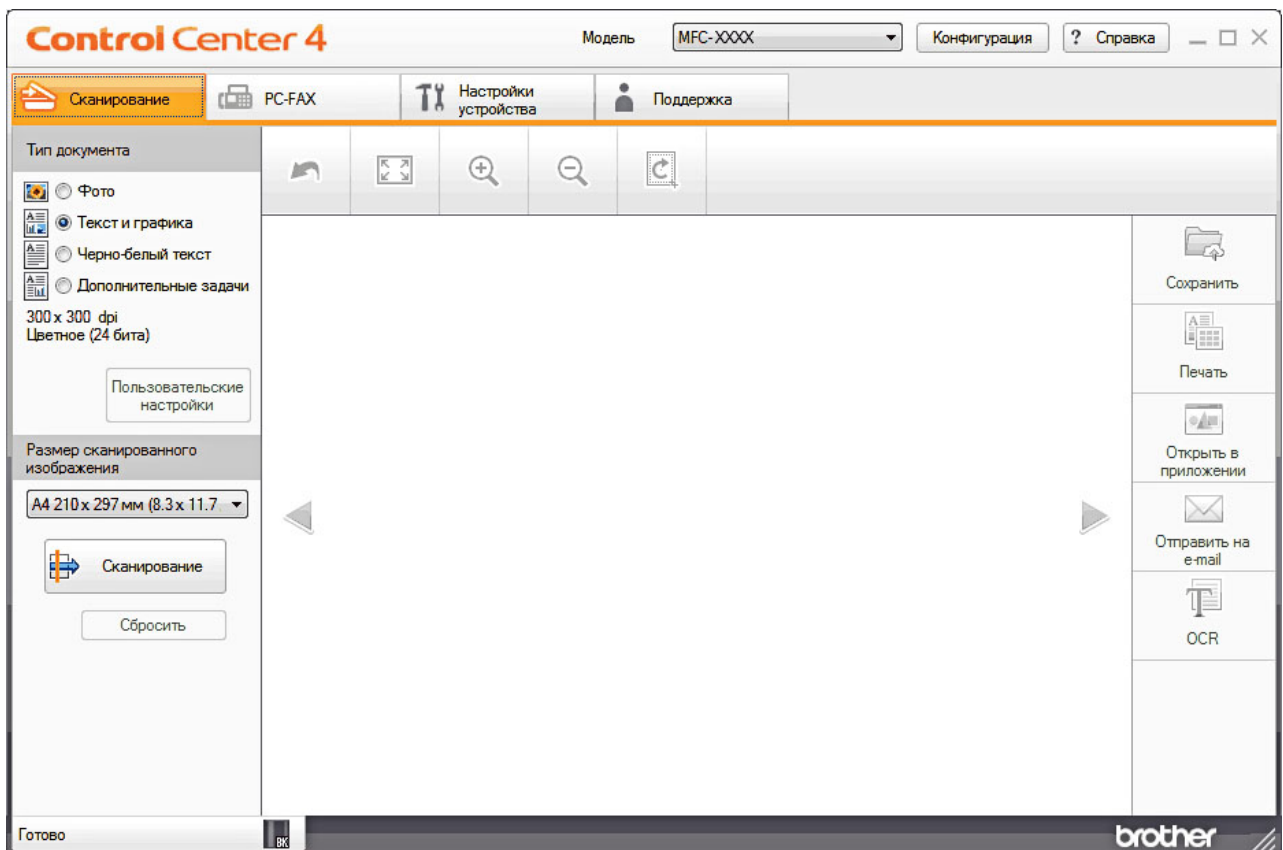 Control Center 4
Модель
MFC-XXXX
Конфигурация
? Справка
Сканирование
PC-FAX
Настройки
устройства
Поддержка
Тип документа
Фото
Текст и графика
Черно-белый текст
Дополнительные задачи
300 x 300 dpi
Цветное (24 бита)
Пользовательские
настройки
Размер сканированного
изображения
A4 210 x 297 мм (8.3 x 11.7
Сканирование
Сбросить
Сохранить
Печать
Открыть в
приложении
Отправить на
e-mail
OCR
Готово
BK
brother